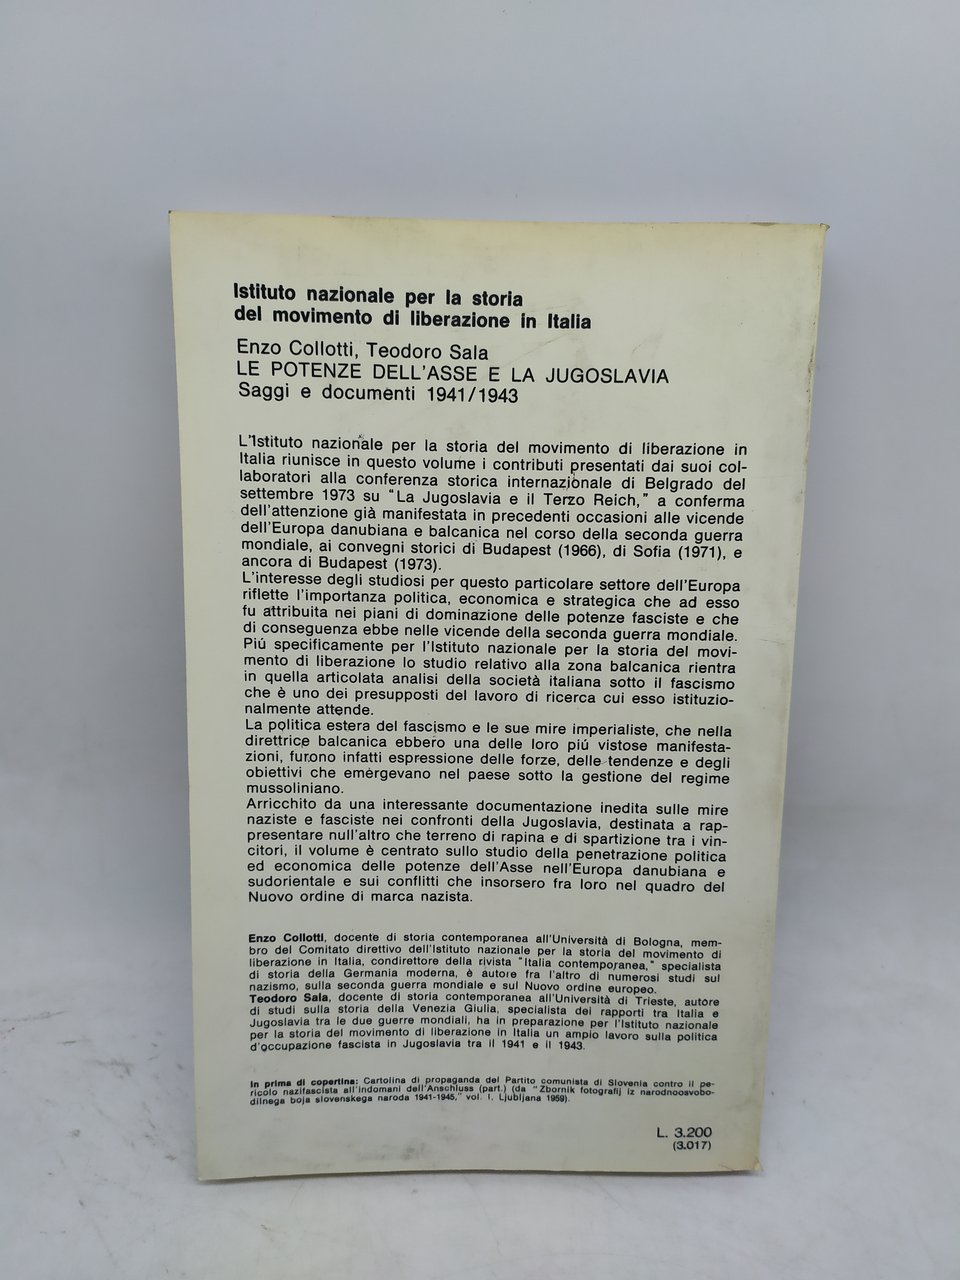 Istituto nazionale per la storia
del movimento di liberazione in Italia
Enzo Collotti, Teodoro Sala
LE POTENZE DELL'ASSE E LA JUGOSLAVIA
Saggi e documenti 1941/1943
L'Istituto nazionale per la storia del movimento di liberazione in
Italia riunisce in questo volume i contributi presentati dai suoi col-
laboratori alla conferenza storica internazionale di Belgrado del
settembre 1973 su "La Jugoslavia e il Terzo Reich," a conferma
dell'attenzione già manifestata in precedenti occasioni alle vicende
dell'Europa danubiana e balcanica nel corso della seconda guerra
mondiale, ai convegni storici di Budapest (1966), di Sofia (1971), e
ancora di Budapest (1973).
L'interesse degli studiosi per questo particolare settore dell'Europa
riflette l'importanza politica, economica e strategica che ad esso
fu attribuita nei piani di dominazione delle potenze fasciste e che
di conseguenza ebbe nelle vicende della seconda guerra mondiale.
Piú specificamente per l'Istituto nazionale per la storia del movi-
mento di liberazione lo studio relativo alla zona balcanica rientra
in quella articolata analisi della società italiana sotto il fascismo
che è uno dei presupposti del lavoro di ricerca cui esso istituzio-
nalmente attende.
La politica estera del fascismo e le sue mire imperialiste, che nella
direttrice balcanica ebbero una delle loro piú vistose manifesta-
zioni, furono infatti espressione delle forze, delle tendenze e degli
obiettivi che emergevano nel paese sotto la gestione del regime
mussoliniano.
Arricchito da una interessante documentazione inedita sulle mire
naziste e fasciste nei confronti della Jugoslavia, destinata a rap-
presentare null'altro che terreno di rapina e di spartizione tra i vin-
citori, il volume è centrato sullo studio della penetrazione politica
ed economica delle potenze dell'Asse nell'Europa danubiana e
sudorientale e sui conflitti che insorsero fra loro nel quadro del
Nuovo ordine di marca nazista.
Enzo Collotti, docente di storia contemporanea all'Università di Bologna, mem-
bro del Comitato direttivo dell'Istituto nazionale per la storia del movimento di
liberazione in Italia, condirettore della rivista "Italia contemporanea," specialista
di storia della Germania moderna, è autore fra l'altro di numerosi studi sul
nazismo, sulla seconda guerra mondiale e sul Nuovo ordine europeo.
Teodoro Sala, docente di storia contemporanea all'Università di Trieste, autore
di studi sulla storia della Venezia Giulia, specialista dei rapporti tra Italia e
Jugoslavia tra le due guerre mondiali, ha in preparazione per l'Istituto nazionale
per la storia del movimento di liberazione in Italia un ampio lavoro sulla politica
d'occupazione fascista in Jugoslavia tra il 1941 e il 1943.
In prima di copertina: Cartolina di propaganda del Partito comunista di Slovenia contro il pe-
ricolo nazifascista all'indomani dell'Anschluss (part.) (da "Zbornik fotografij iz narodnoosvobo-
dilnega boja slovenskega naroda 1941-1945," vol. I, Ljubljana 1959).
L. 3.200
(3.017)